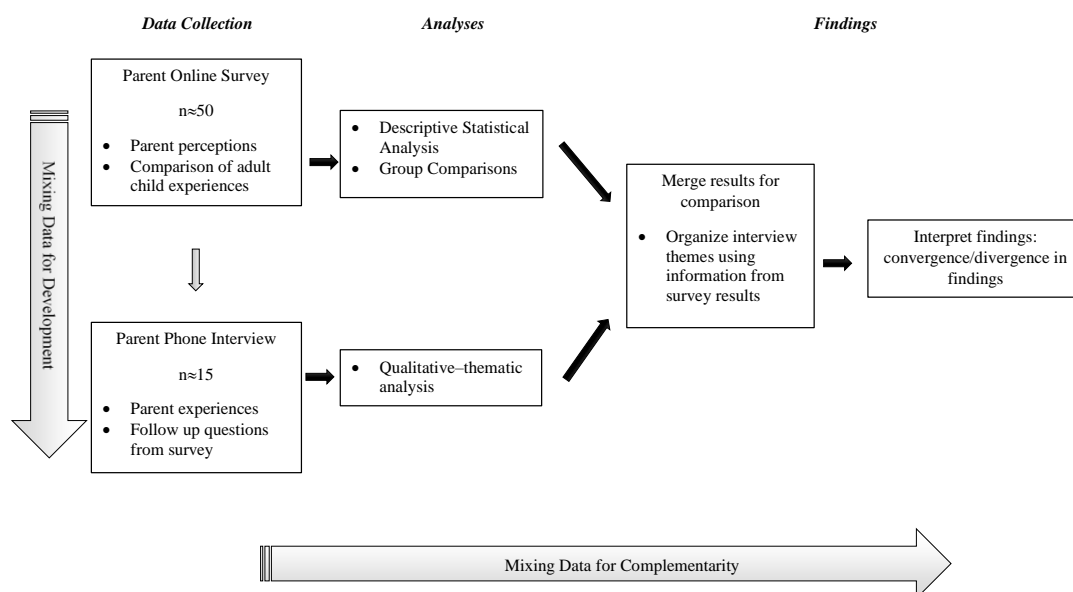 Data Collection
Analyses
Findings
Parent Online Survey
n≈50
• Parent perceptions
• Comparison of adult
child experiences
• Descriptive Statistical
Analysis
• Group Comparisons
Mixing Data for Development
Merge results for
comparison
• Organize interview
themes using
information from
survey results
Interpret findings:
convergence/divergence in
findings
Parent Phone Interview
n≈15
• Parent experiences
• Follow up questions
from survey
• Qualitative–thematic
analysis
Mixing Data for Complementarity